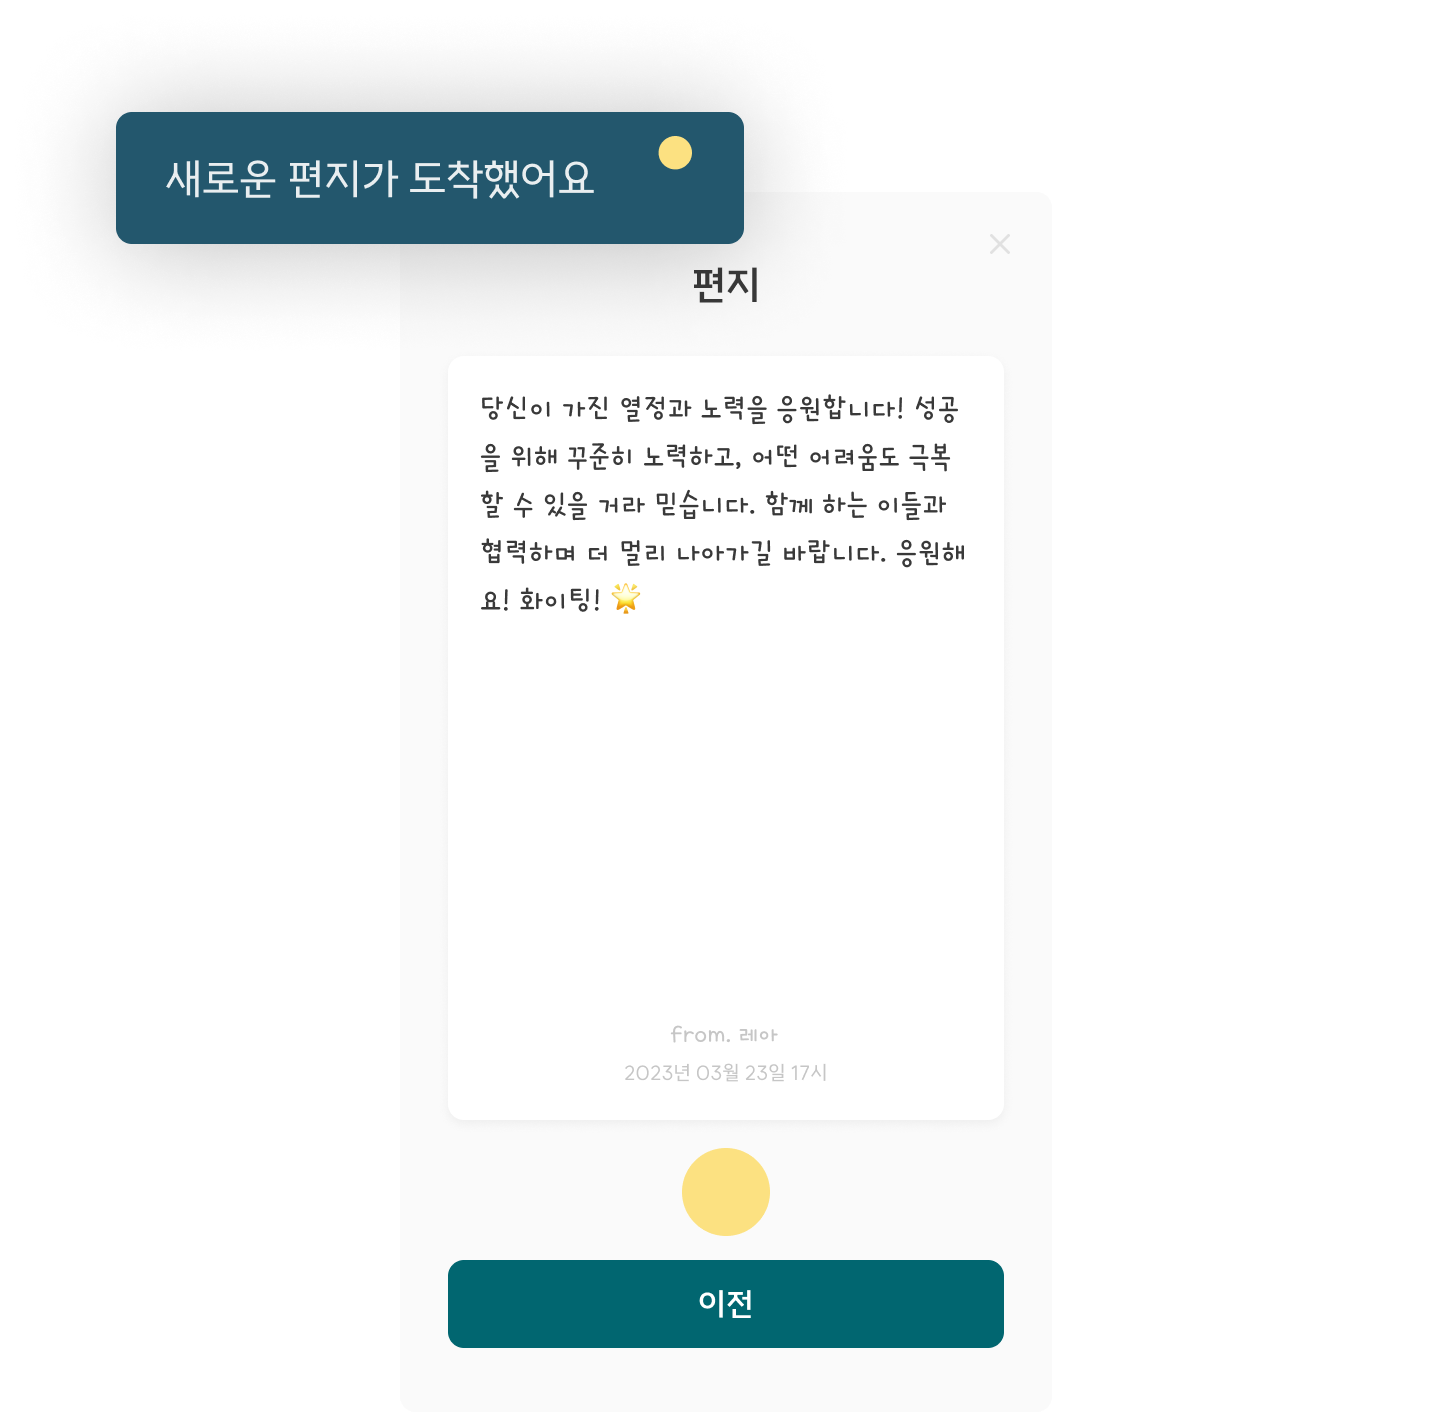 새로운 편지가 도착했어요
편지
당신이 가진 열정과 노력을 응원합니다! 성공
을 위해 꾸준히 노력하고, 어떤 어려움도 극복
할 수 있을 거라 믿습니다. 함께 하는 이들과
협력하며 더 멀리 나아가길 바랍니다. 응원해
요! 화이팅! 🌟
from. 레아
2023년 03월 23일 17시
이전